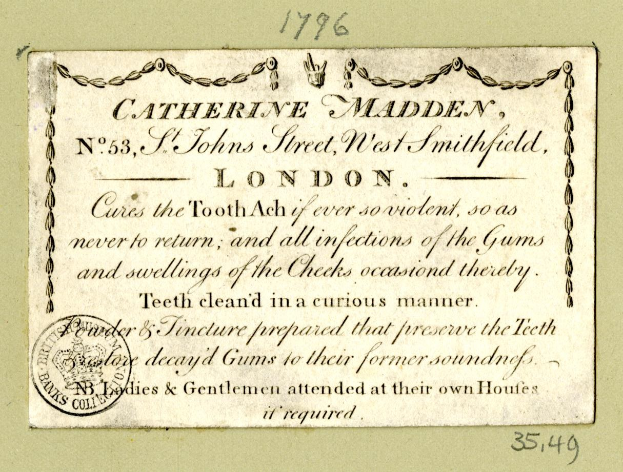 1796
CATHERINE MADDEN,
No. 53, St. Johns Street, West Smithfield,
LONDON.
Cures the Tooth Ach if ever so violent, so as
never to return; and all infections of the Gums
and swellings of the Cheeks occasiond thereby.
Teeth clean'd in a curious manner.
Powder & Tincture prepared that preserve the Teeth
restore decay'd Gums to their former soundneſs.
NB. Ladies & Gentlemen attended at their own Houſes
if required.
BRITISH MUSEUM
BANKS COLLECTION
35,49